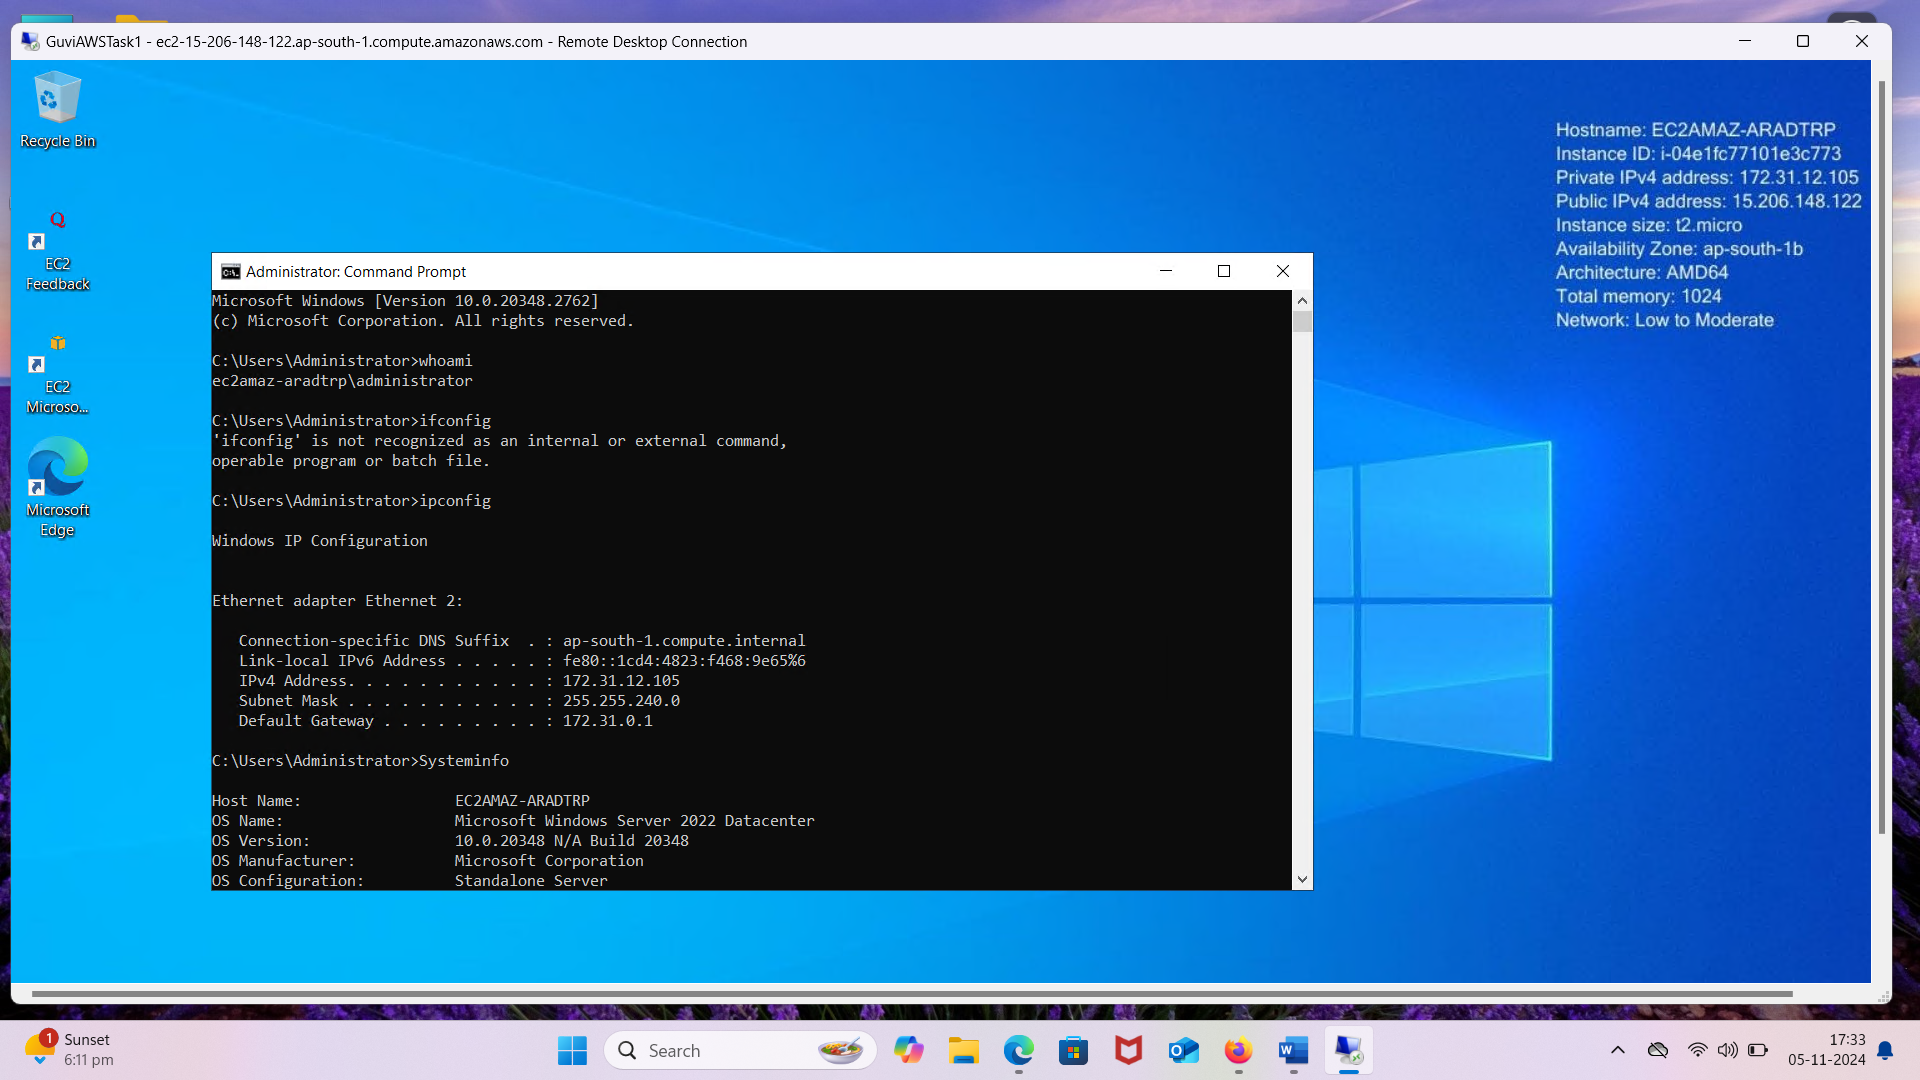 GuviAWSTask1 - ec2-15-206-148-122.ap-south-1.compute.amazonaws.com - Remote Desktop Connection
Recycle Bin
EC2
Feedback
EC2
Microso...
Microsoft
Edge
Hostname: EC2AMAZ-ARADTRP
Instance ID: i-04e1fc77101e3c773
Private IPv4 address: 172.31.12.105
Public IPv4 address: 15.206.148.122
Instance size: t2.micro
Availability Zone: ap-south-1b
Architecture: AMD64
Total memory: 1024
Network: Low to Moderate
Administrator: Command Prompt
Microsoft Windows [Version 10.0.20348.2762]
(c) Microsoft Corporation. All rights reserved.
C:\Users\Administrator>whoami
ec2amaz-aradtrp\administrator
C:\Users\Administrator>ifconfig
'ifconfig' is not recognized as an internal or external command,
operable program or batch file.
C:\Users\Administrator>ipconfig
Windows IP Configuration
Ethernet adapter Ethernet 2:
Connection-specific DNS Suffix  . : ap-south-1.compute.internal
Link-local IPv6 Address . . . . . : fe80::1cd4:4823:f468:9e65%6
IPv4 Address. . . . . . . . . . . : 172.31.12.105
Subnet Mask . . . . . . . . . . . : 255.255.240.0
Default Gateway . . . . . . . . . : 172.31.0.1
C:\Users\Administrator>Systeminfo
Host Name:                 EC2AMAZ-ARADTRP
OS Name:                   Microsoft Windows Server 2022 Datacenter
OS Version:                10.0.20348 N/A Build 20348
OS Manufacturer:           Microsoft Corporation
OS Configuration:          Standalone Server
1
Sunset
6:11 pm
Search
17:33
05-11-2024